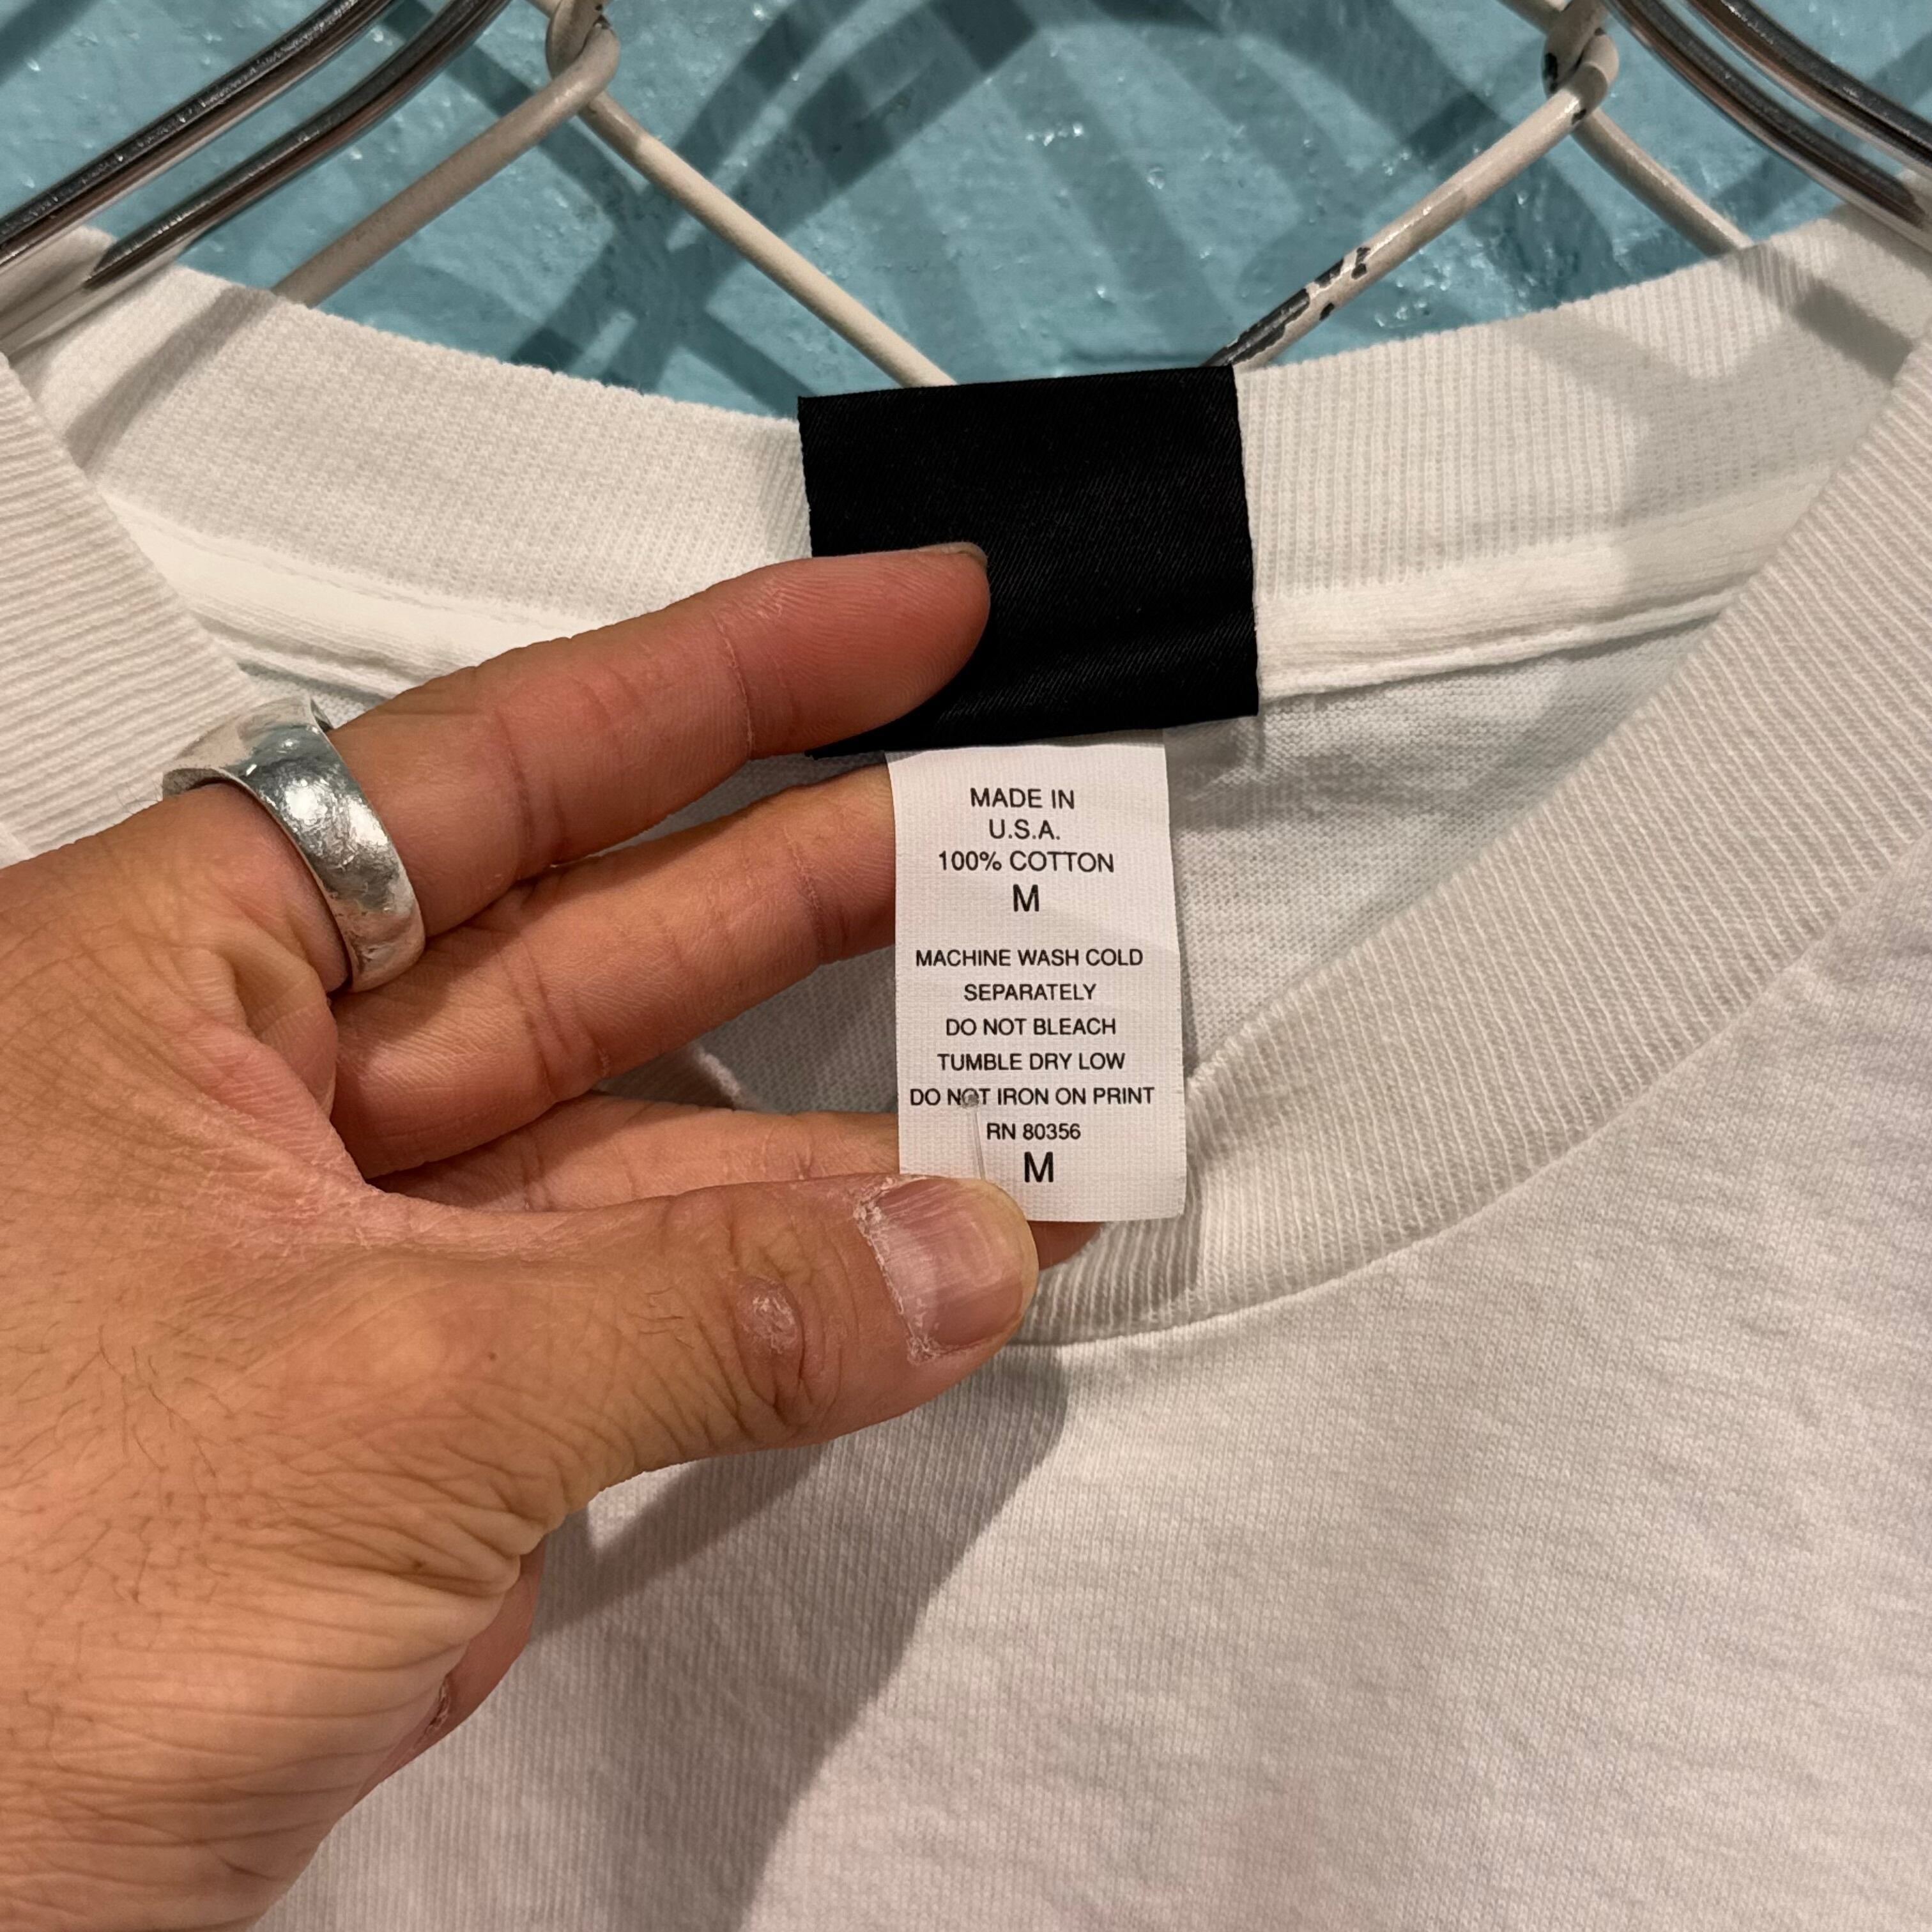 MADE IN
U.S.A.
100% COTTON
M
MACHINE WASH COLD
SEPARATELY
DO NOT BLEACH
TUMBLE DRY LOW
DO NOT IRON ON PRINT
RN 80356
M